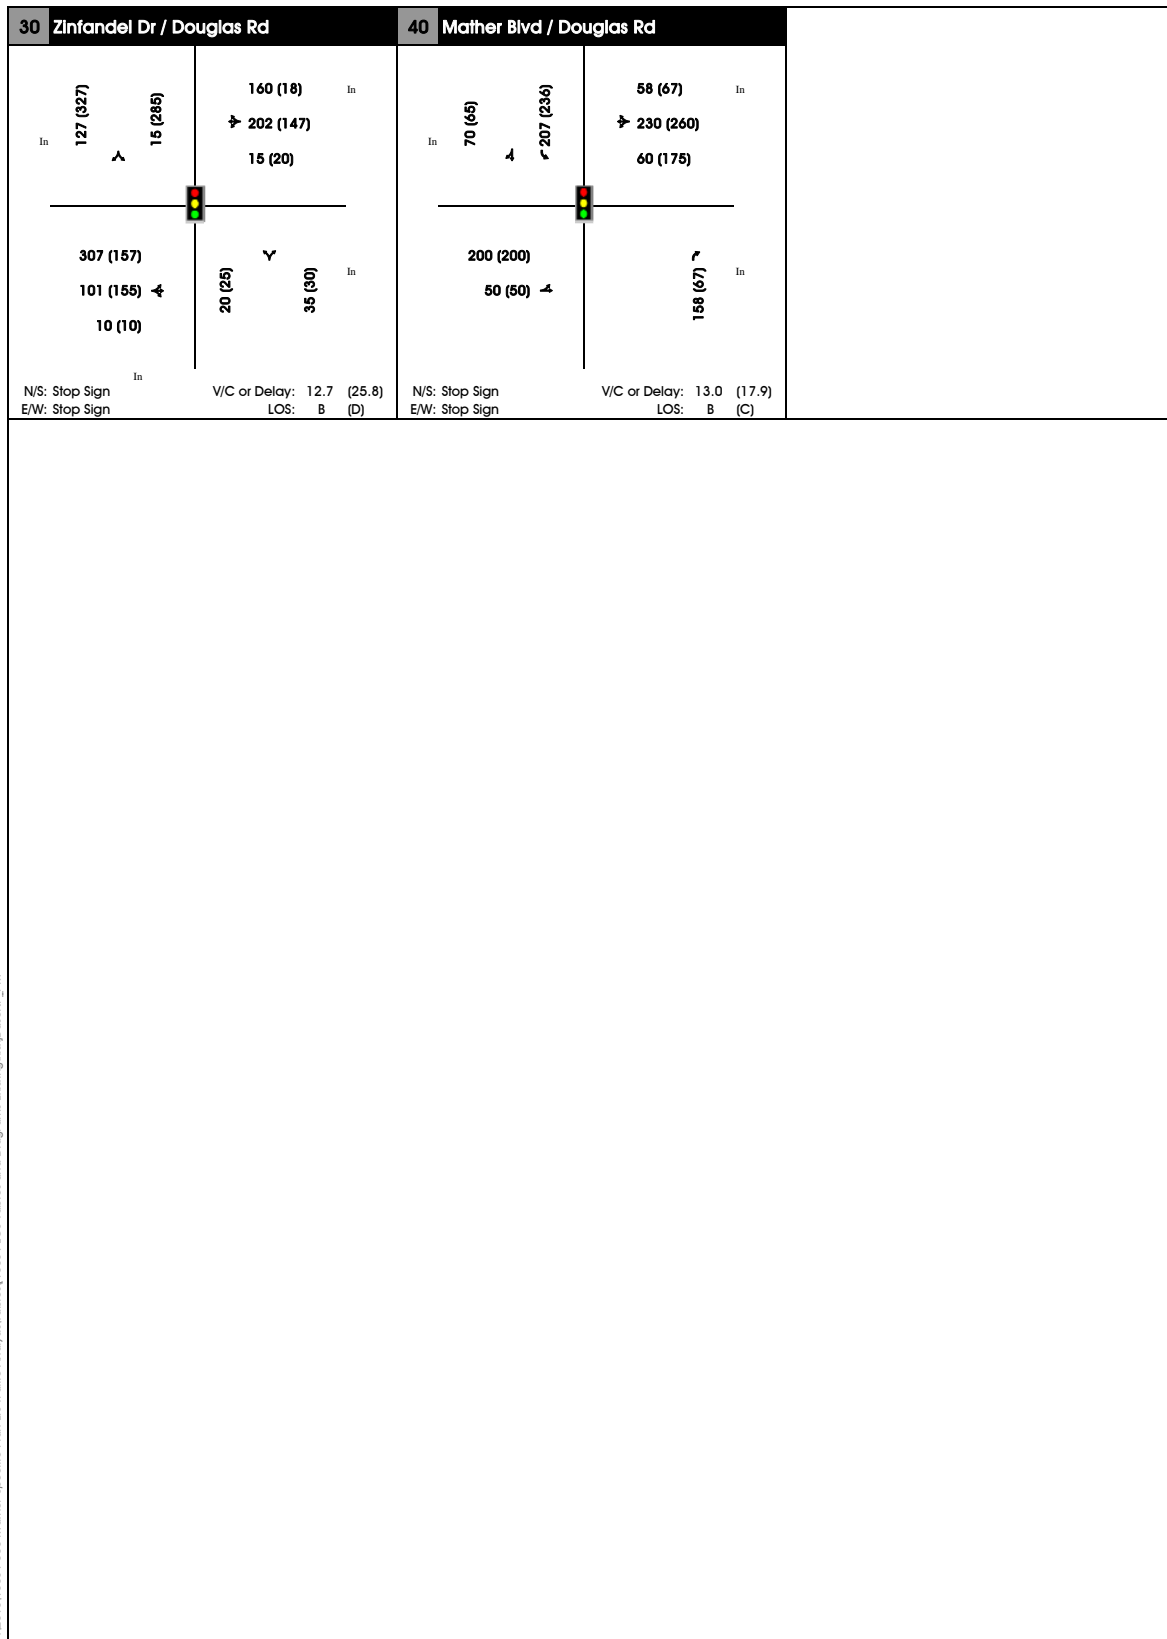 30 Zinfandel Dr / Douglas Rd
127 (327)
15 (285)
160 (18)
202 (147)
15 (20)
In
In
307 (157)
101 (155)
10 (10)
20 (25)
35 (30)
In
In
N/S: Stop Sign V/C or Delay: 12.7 (25.8)
E/W: Stop Sign LOS: B (D)
40 Mather Blvd / Douglas Rd
70 (65)
207 (236)
58 (67)
230 (260)
60 (175)
In
In
200 (200)
50 (50)
158 (67)
In
N/S: Stop Sign V/C or Delay: 13.0 (17.9)
E/W: Stop Sign LOS: B (C)